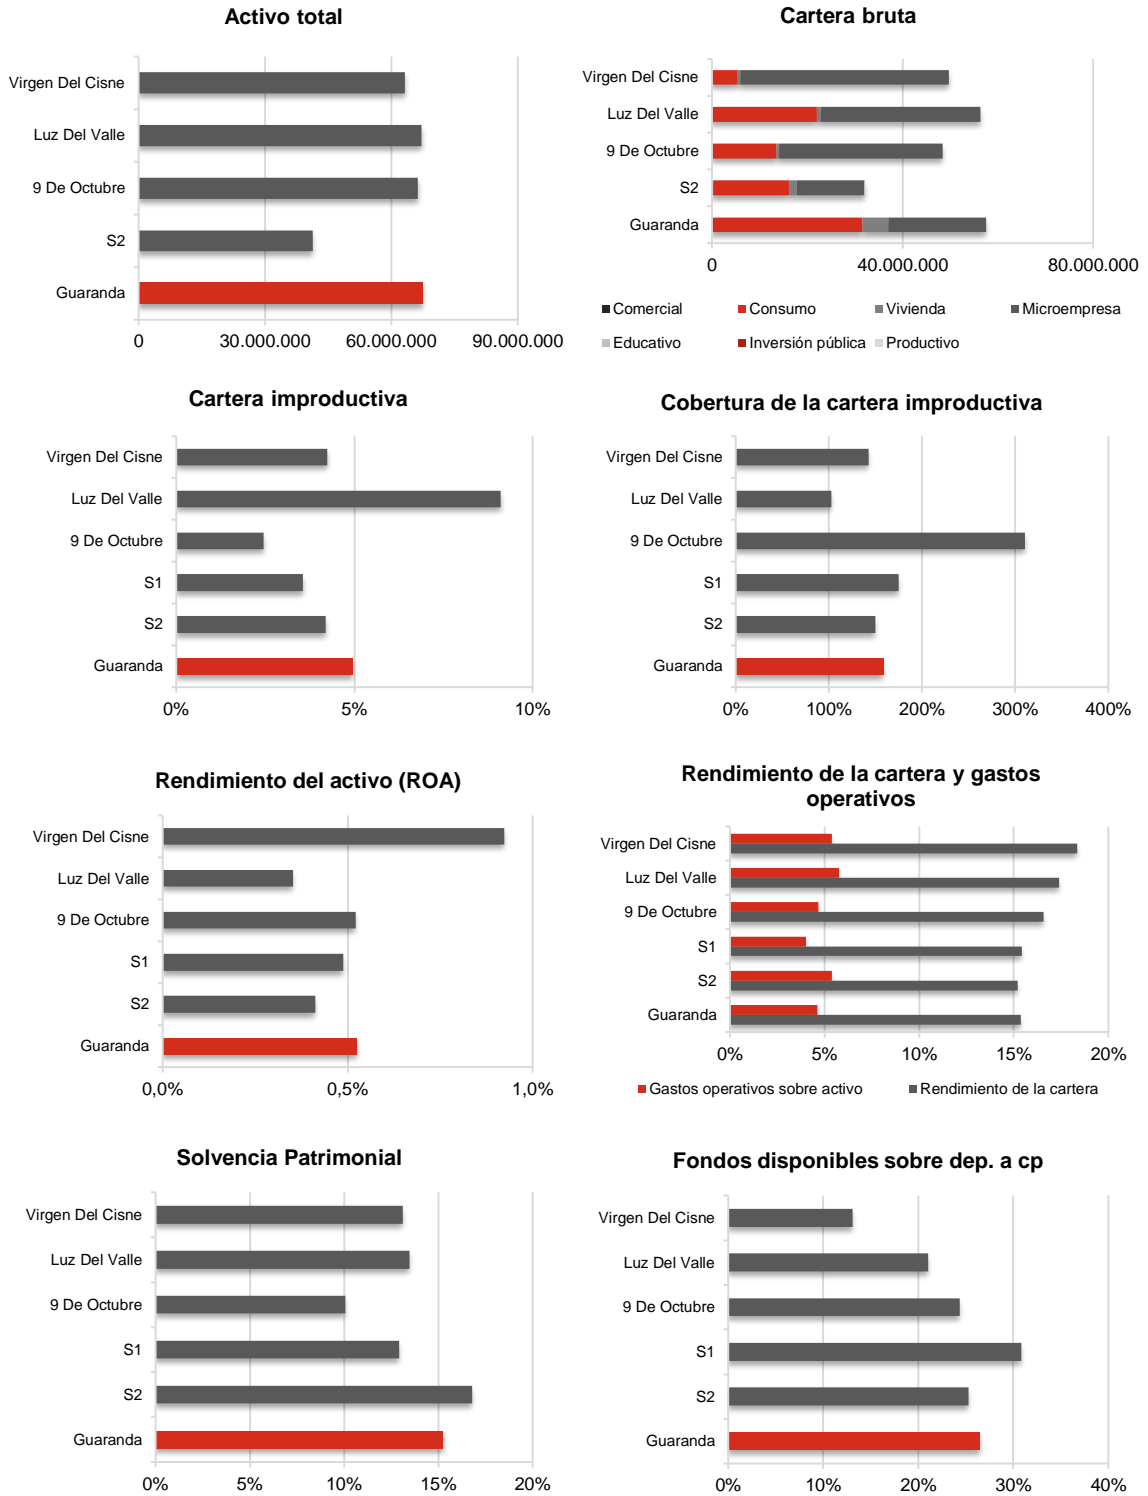 Activo total
Virgen Del Cisne
Luz Del Valle
9 De Octubre
S2
Guaranda
0 30.000.000 60.000.000 90.000.000
Cartera bruta
Virgen Del Cisne
Luz Del Valle
9 De Octubre
S2
Guaranda
0 40.000.000 80.000.000
Comercial Consumo Vivienda Microempresa
Educativo Inversión pública Productivo
Cartera improductiva
Virgen Del Cisne
Luz Del Valle
9 De Octubre
S1
S2
Guaranda
0% 5% 10%
Cobertura de la cartera improductiva
Virgen Del Cisne
Luz Del Valle
9 De Octubre
S1
S2
Guaranda
0% 100% 200% 300% 400%
Rendimiento del activo (ROA)
Virgen Del Cisne
Luz Del Valle
9 De Octubre
S1
S2
Guaranda
0,0% 0,5% 1,0%
Rendimiento de la cartera y gastos
operativos
Virgen Del Cisne
Luz Del Valle
9 De Octubre
S1
S2
Guaranda
0% 5% 10% 15% 20%
Gastos operativos sobre activo Rendimiento de la cartera
Solvencia Patrimonial
Virgen Del Cisne
Luz Del Valle
9 De Octubre
S1
S2
Guaranda
0% 5% 10% 15% 20%
Fondos disponibles sobre dep. a cp
Virgen Del Cisne
Luz Del Valle
9 De Octubre
S1
S2
Guaranda
0% 10% 20% 30% 40%